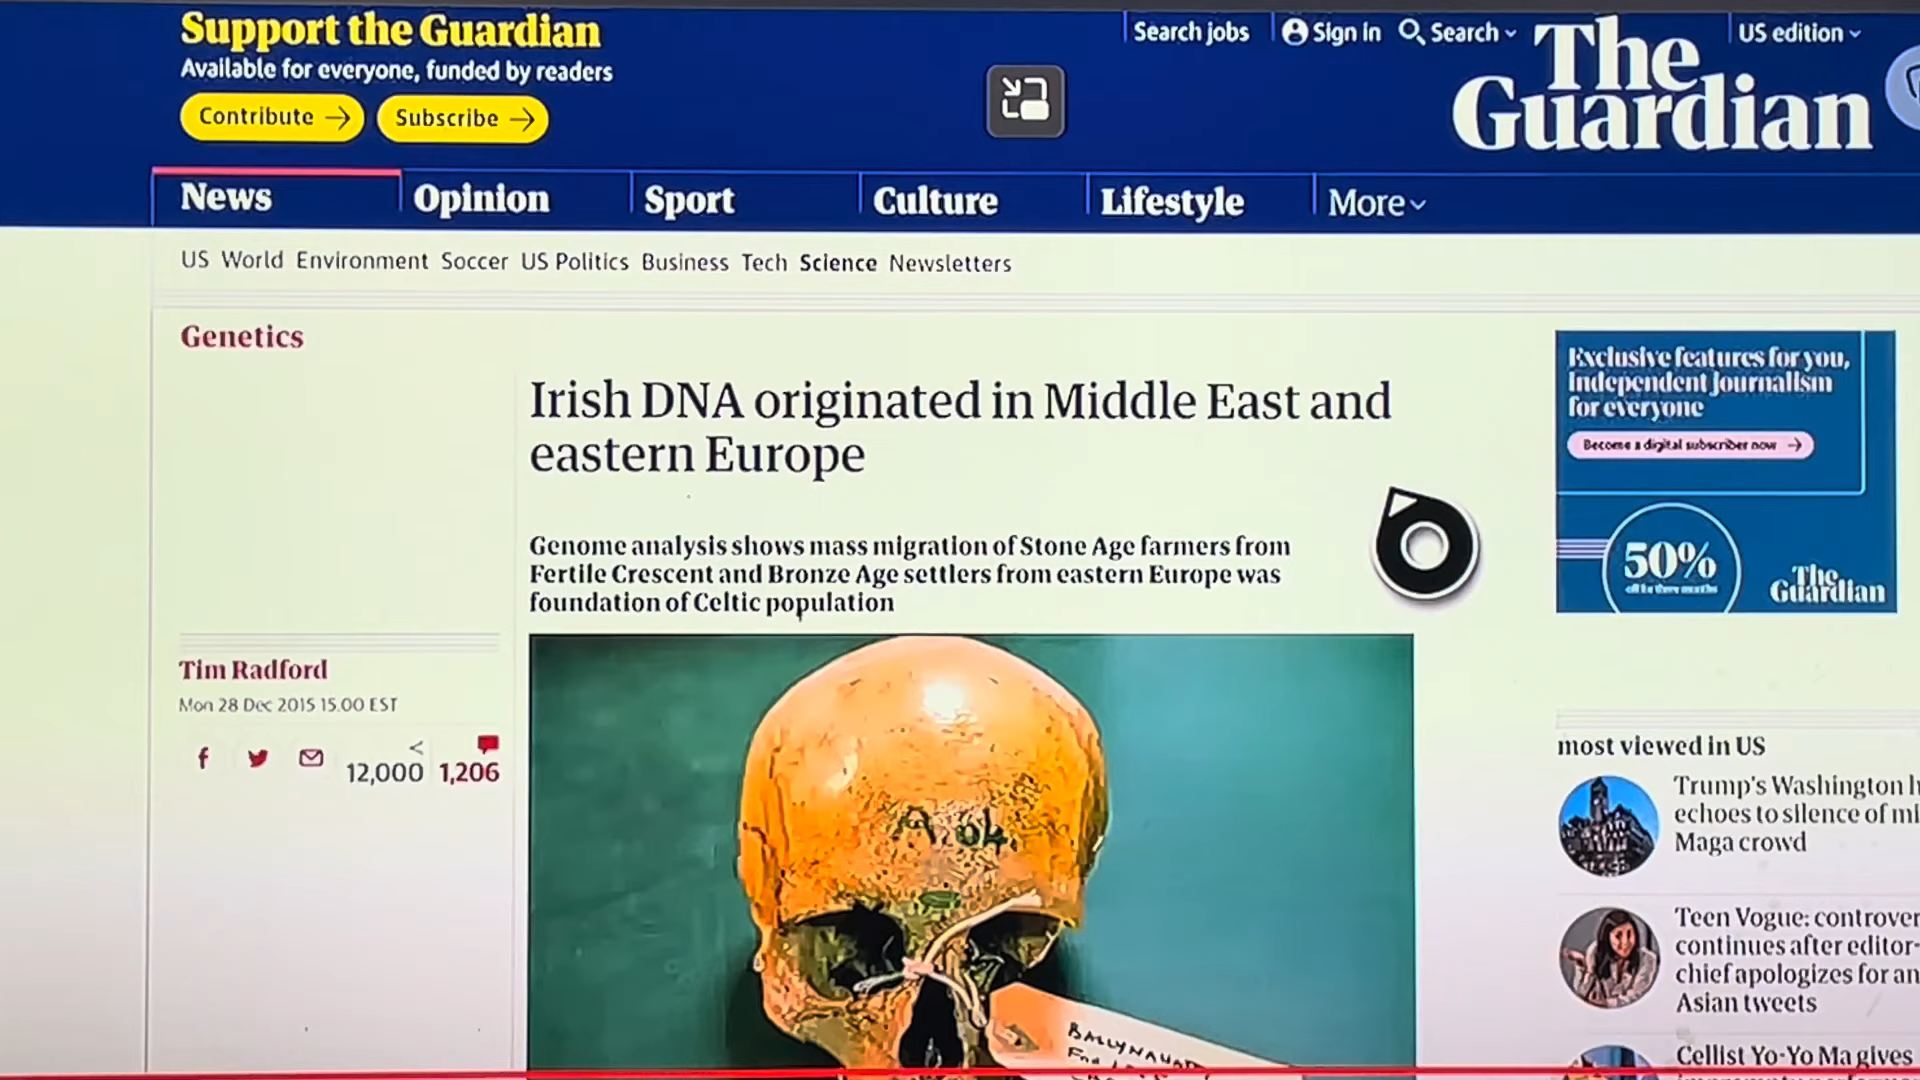 Support the Guardian
Available for everyone, funded by readers
Contribute →
Subscribe →
Search jobs
Sign in
Search
US edition
The
Guardian
News
Opinion
Sport
Culture
Lifestyle
More
US World Environment Soccer US Politics Business Tech Science Newsletters
Genetics
Irish DNA originated in Middle East and
eastern Europe
Genome analysis shows mass migration of Stone Age farmers from
Fertile Crescent and Bronze Age settlers from eastern Europe was
foundation of Celtic population
Tim Radford
Mon 28 Dec 2015 15.00 EST
12,000 1,206
Exclusive features for you,
independent journalism
for everyone
Become a digital subscriber now →
50%
The
Guardian
most viewed in US
Trump's Washington h
echoes to silence of mi
Maga crowd
Teen Vogue: controver
continues after editor-
chief apologizes for an
Asian tweets
Cellist Yo-Yo Ma gives